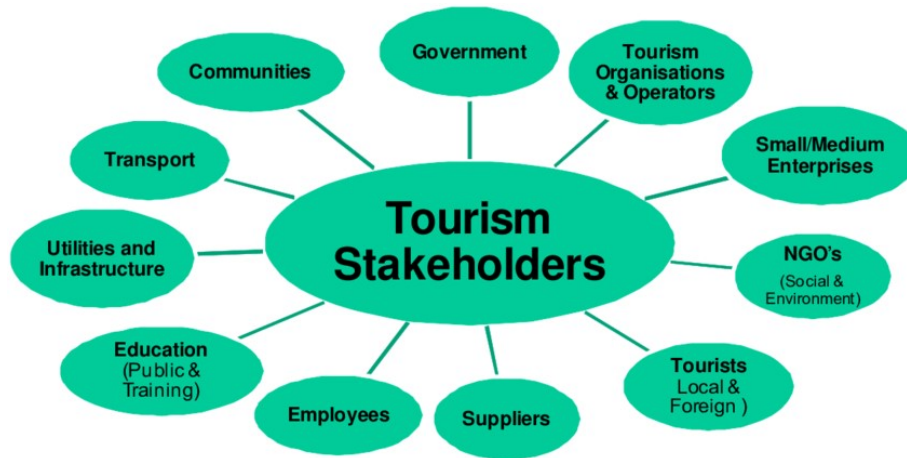 Government
Tourism
Organisations
& Operators
Communities
Small/Medium
Enterprises
Transport
Tourism
Stakeholders
Utilities and
Infrastructure
NGO's
(Social &
Environment)
Education
(Public &
Training)
Tourists
Local &
Foreign )
Employees
Suppliers